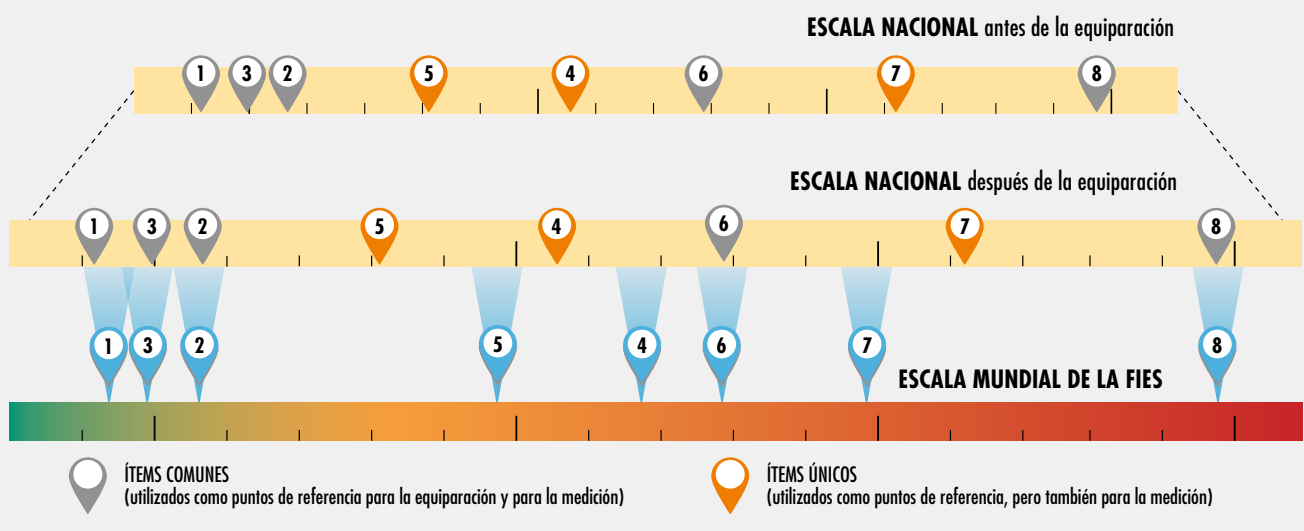 ESCALA NACIONAL antes de la equiparación
1 3 2 5 4 6 7 8
ESCALA NACIONAL después de la equiparación
1 3 2 5 4 6 7 8
1 3 2 5 4 6 7 8
ESCALA MUNDIAL DE LA FIES
ÍTEMS COMUNES
(utilizados como puntos de referencia para la equiparación y para la medición)
ÍTEMS ÚNICOS
(utilizados como puntos de referencia, pero también para la medición)